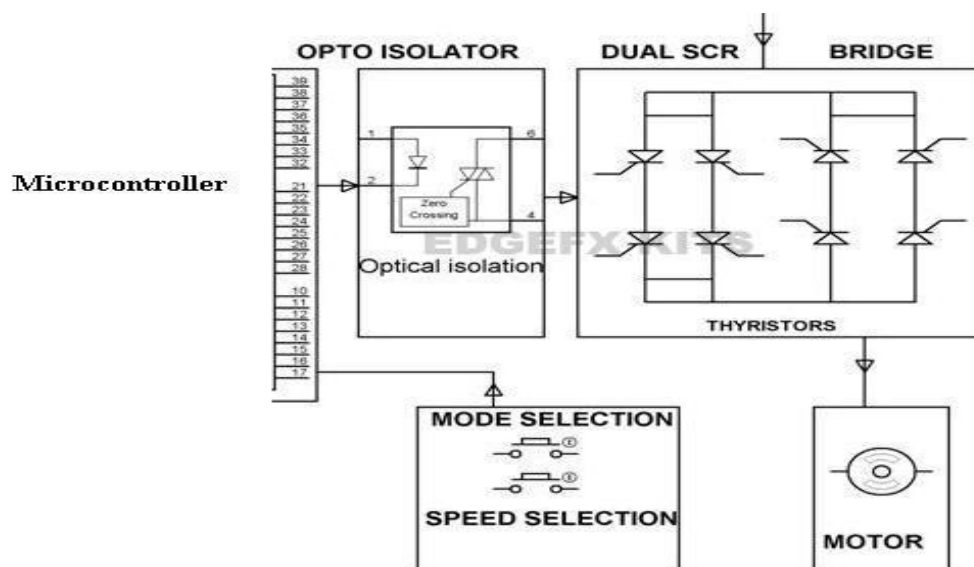 OPTO ISOLATOR
DUAL SCR BRIDGE
Microcontroller
39
38
37
36
35
34
33
32
21
22
23
24
25
26
27
28
10
11
12
13
14
15
16
17
1
2
6
4
Zero
Crossing
EDGEFX KITS
Optical isolation
THYRISTORS
MODE SELECTION
SPEED SELECTION
MOTOR